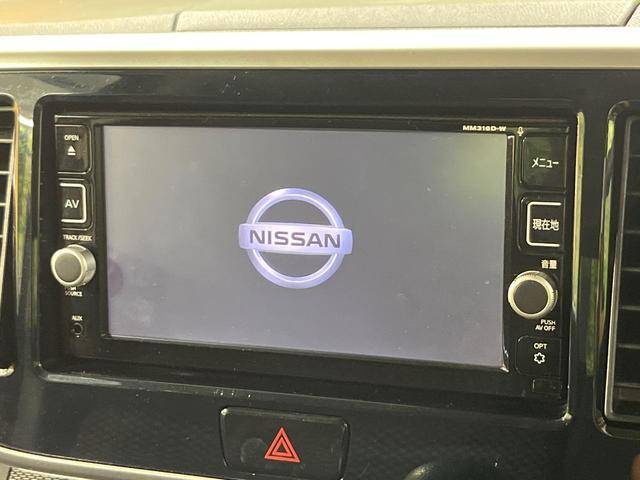 MM316D-W
OPEN
メニュー
AV
現在地
TRACK/SEEK
NISSAN
音量
SOURCE
PUSH
AV OFF
AUX
OPT